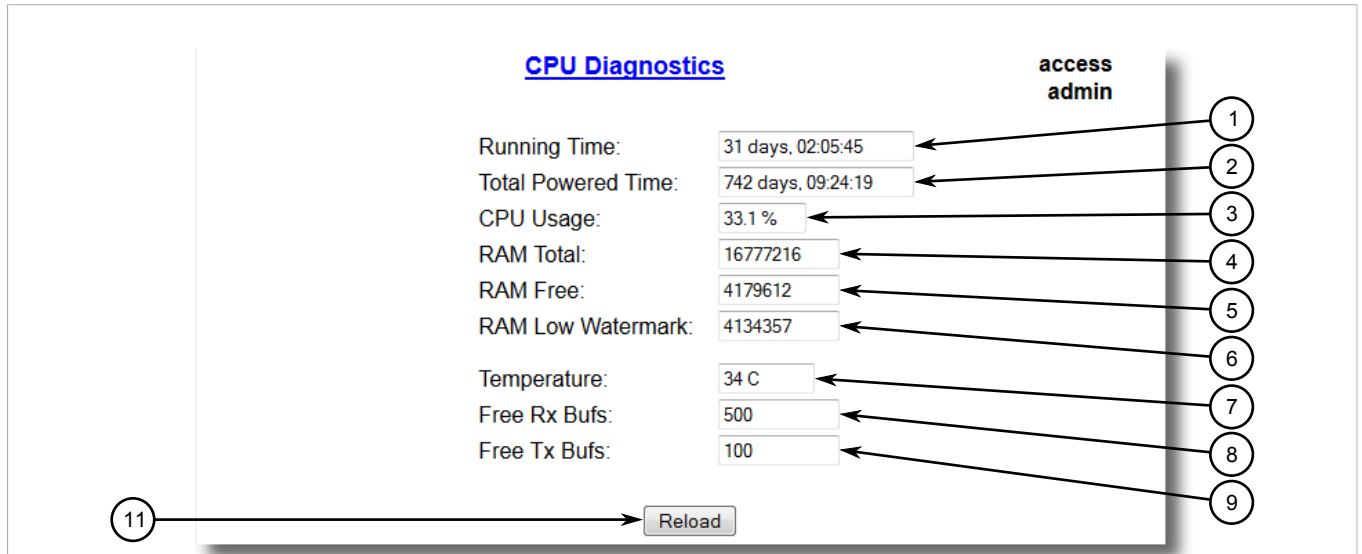 CPU Diagnostics
access
admin
Running Time: 31 days, 02:05:45 1
Total Powered Time: 742 days, 09:24:19 2
CPU Usage: 33.1 % 3
RAM Total: 16777216 4
RAM Free: 4179612 5
RAM Low Watermark: 4134357 6
Temperature: 34 C 7
Free Rx Bufs: 500 8
Free Tx Bufs: 100 9
11 Reload